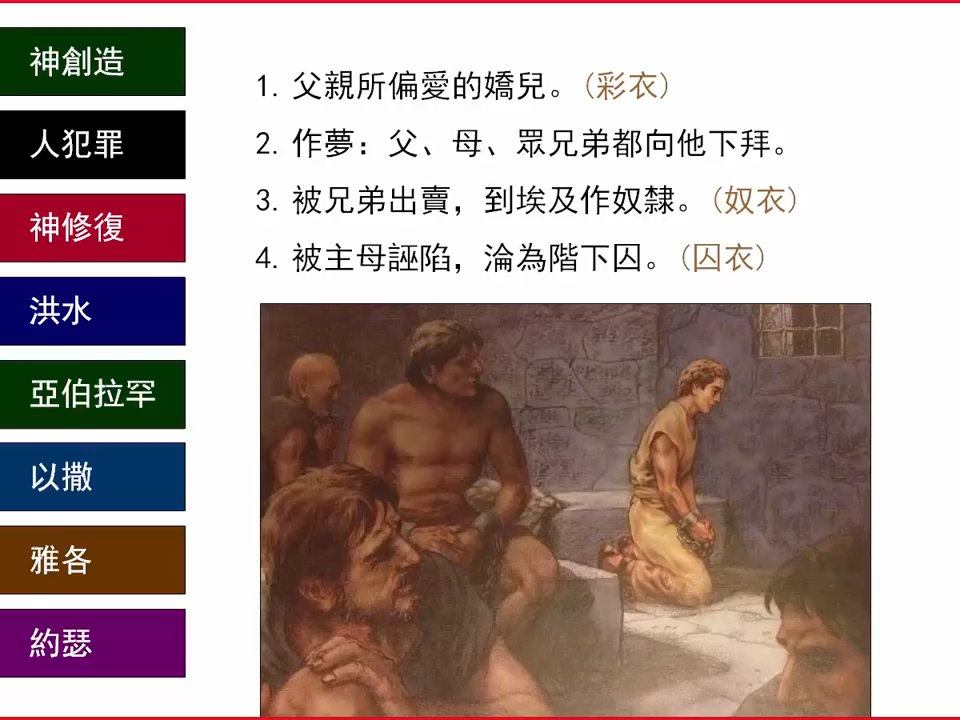 神創造
人犯罪
神修復
洪水
亞伯拉罕
以撒
雅各
約瑟
1. 父親所偏愛的嬌兒。(彩衣)
2. 作夢：父、母、眾兄弟都向他下拜。
3. 被兄弟出賣，到埃及作奴隸。(奴衣)
4. 被主母誣陷，淪為階下囚。(囚衣)